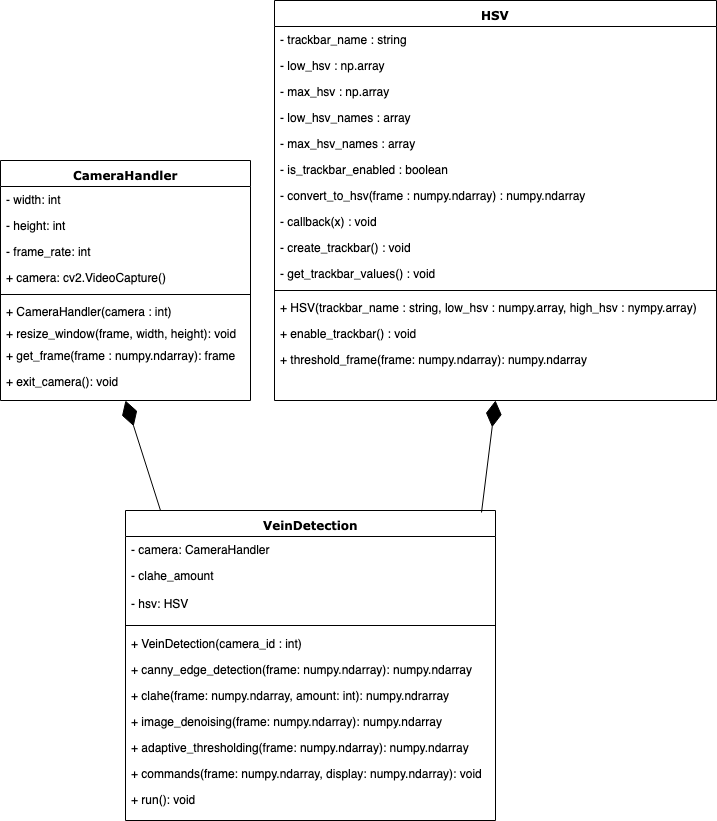 HSV
- trackbar_name : string
- low_hsv : np.array
- max_hsv : np.array
- low_hsv_names : array
- max_hsv_names : array
- is_trackbar_enabled : boolean
- convert_to_hsv(frame : numpy.ndarray) : numpy.ndarray
- callback(x) : void
- create_trackbar() : void
- get_trackbar_values() : void
+ HSV(trackbar_name : string, low_hsv : numpy.array, high_hsv : nympy.array)
+ enable_trackbar() : void
+ threshold_frame(frame: numpy.ndarray): numpy.ndarray
CameraHandler
- width: int
- height: int
- frame_rate: int
+ camera: cv2.VideoCapture()
+ CameraHandler(camera : int)
+ resize_window(frame, width, height): void
+ get_frame(frame : numpy.ndarray): frame
+ exit_camera(): void
VeinDetection
- camera: CameraHandler
- clahe_amount
- hsv: HSV
+ VeinDetection(camera_id : int)
+ canny_edge_detection(frame: numpy.ndarray): numpy.ndarray
+ clahe(frame: numpy.ndarray, amount: int): numpy.ndrarray
+ image_denoising(frame: numpy.ndarray): numpy.ndarray
+ adaptive_thresholding(frame: numpy.ndarray): numpy.ndarray
+ commands(frame: numpy.ndarray, display: numpy.ndarray): void
+ run(): void